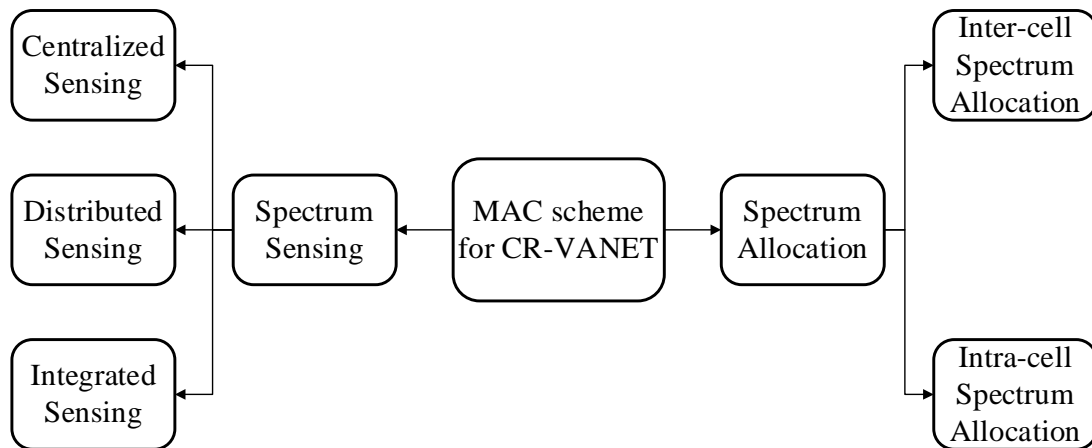 Centralized
Sensing
Distributed
Sensing
Integrated
Sensing
Spectrum
Sensing
MAC scheme
for CR-VANET
Spectrum
Allocation
Inter-cell
Spectrum
Allocation
Intra-cell
Spectrum
Allocation